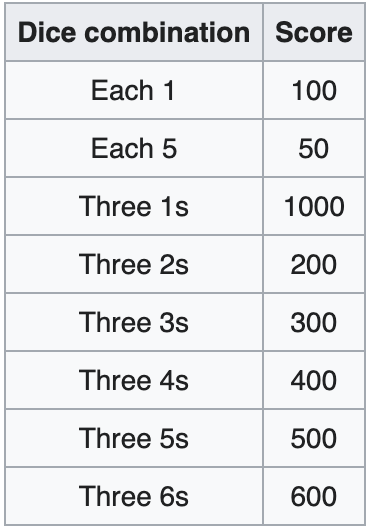 Dice combination Score
Each 1 100
Each 5 50
Three 1s 1000
Three 2s 200
Three 3s 300
Three 4s 400
Three 5s 500
Three 6s 600